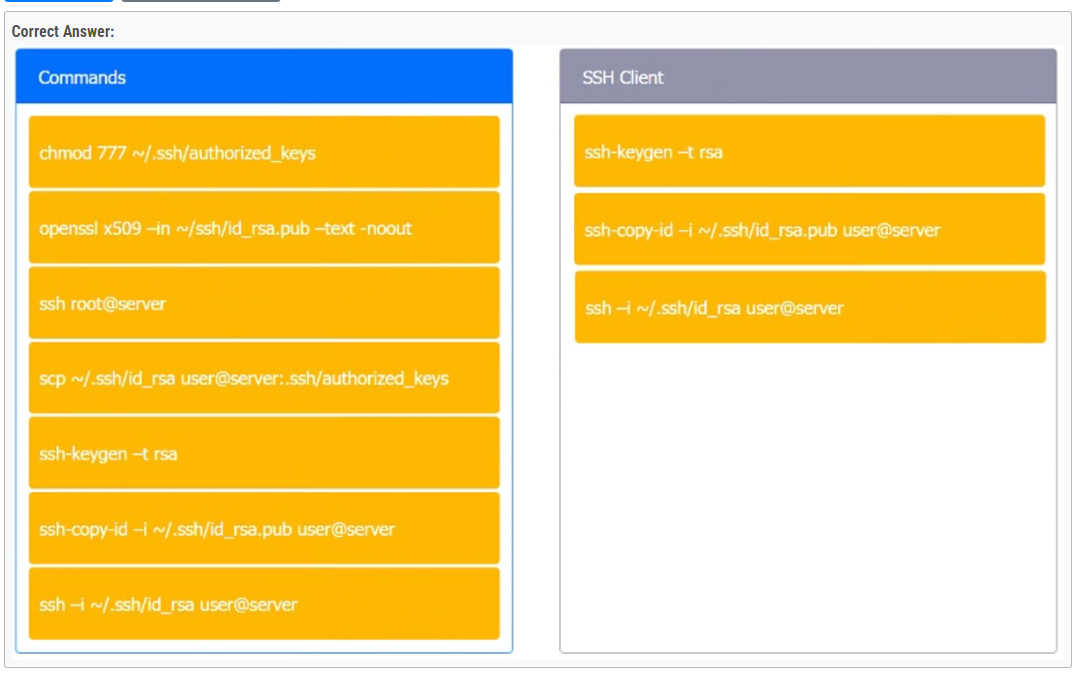 Correct Answer:
Commands
chmod 777 ~/.ssh/authorized_keys
openssl x509 –in ~/ssh/id_rsa.pub –text -noout
ssh root@server
scp ~/.ssh/id_rsa user@server:.ssh/authorized_keys
ssh-keygen –t rsa
ssh-copy-id –i ~/.ssh/id_rsa.pub user@server
ssh –i ~/.ssh/id_rsa user@server
SSH Client
ssh-keygen –t rsa
ssh-copy-id –i ~/.ssh/id_rsa.pub user@server
ssh –i ~/.ssh/id_rsa user@server